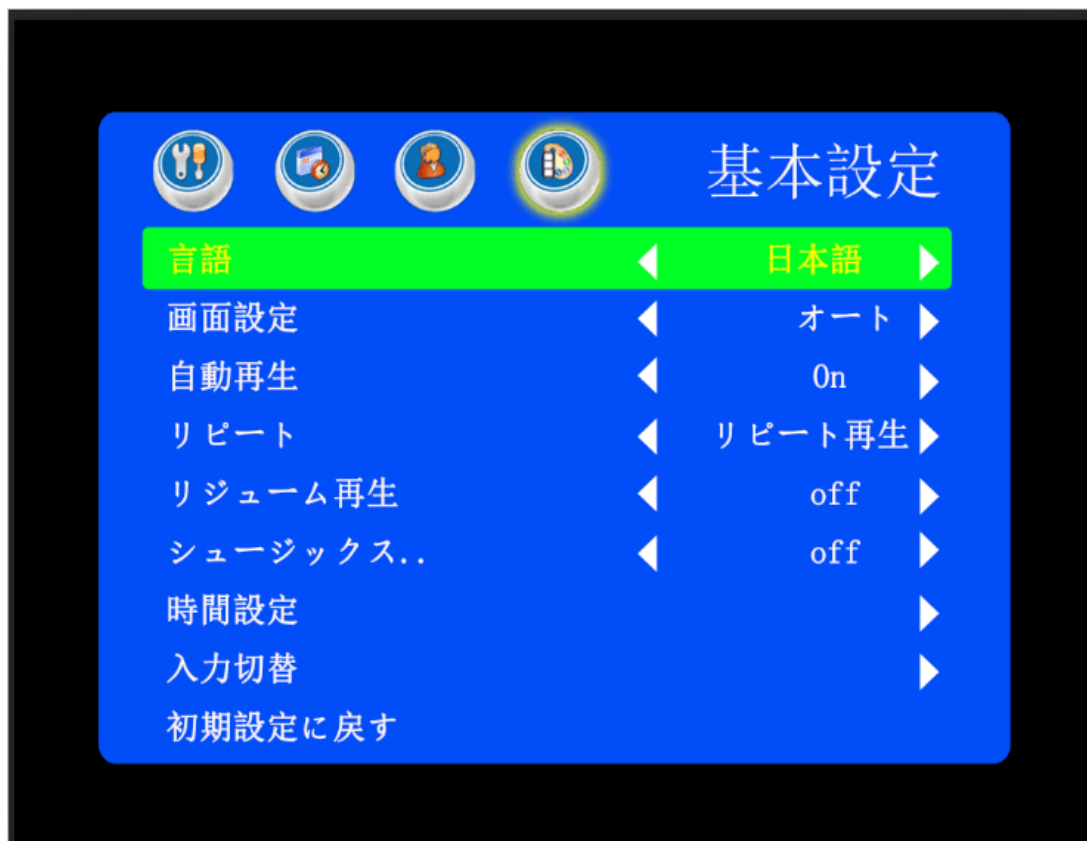 基本設定
言語 日本語
画面設定 オート
自動再生 On
リピート リピート再生
リジューム再生 off
シュージックス.. off
時間設定
入力切替
初期設定に戻す